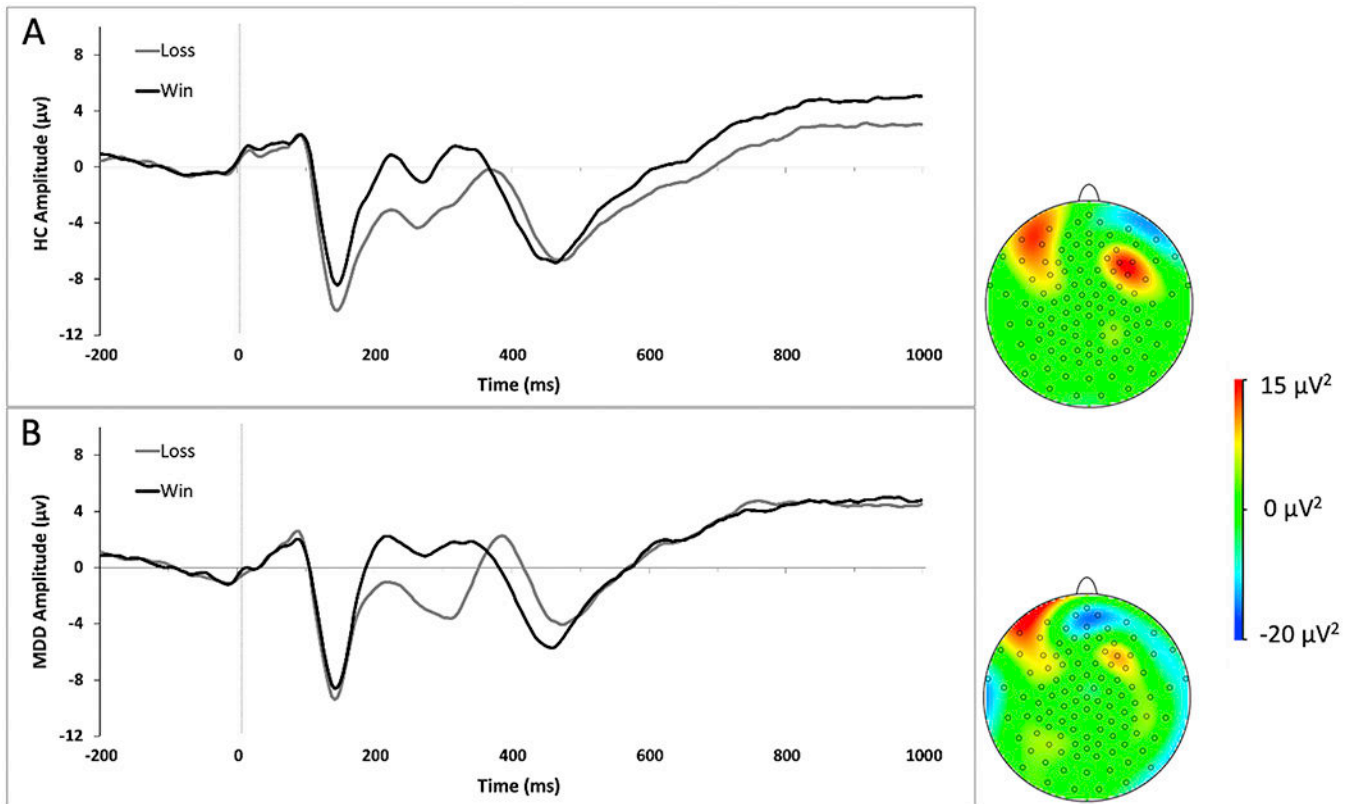 A
Loss
Win
HC Amplitude (μv)
8
4
0
-4
-8
-12
-200 0 200 400 600 800 1000
Time (ms)
B
Loss
Win
MDD Amplitude (μv)
8
4
0
-4
-8
-12
-200 0 200 400 600 800 1000
Time (ms)
15 μV²
0 μV²
-20 μV²